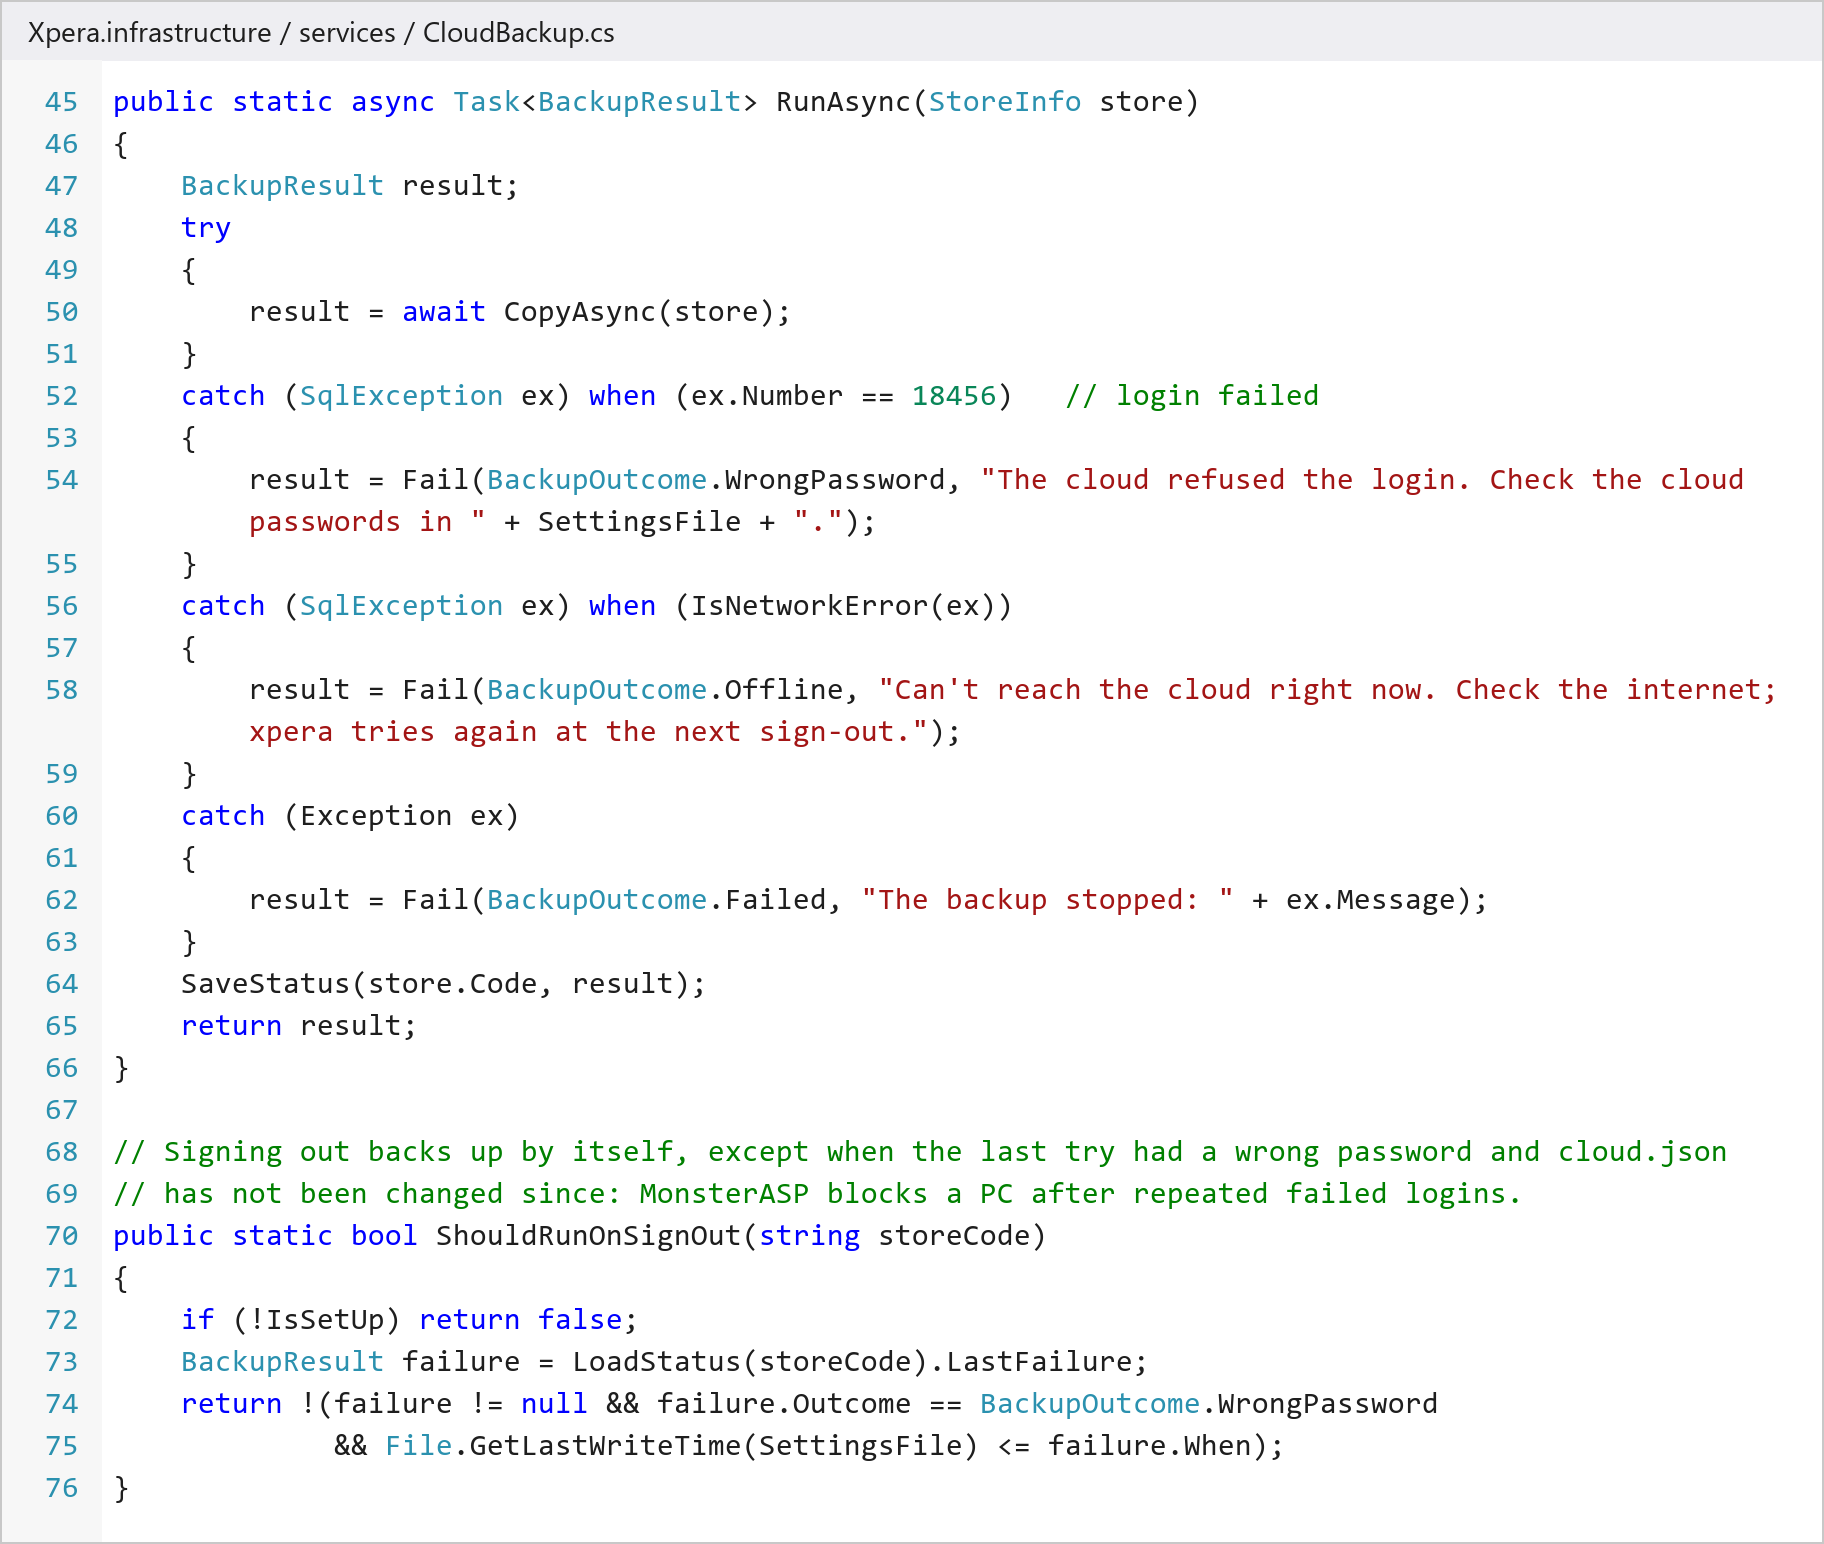 Xpera.infrastructure / services / CloudBackup.cs
45 public static async Task<BackupResult> RunAsync(StoreInfo store)
46 {
47     BackupResult result;
48     try
49     {
50         result = await CopyAsync(store);
51     }
52     catch (SqlException ex) when (ex.Number == 18456)   // login failed
53     {
54         result = Fail(BackupOutcome.WrongPassword, "The cloud refused the login. Check the cloud
        passwords in " + SettingsFile + ".");
55     }
56     catch (SqlException ex) when (IsNetworkError(ex))
57     {
58         result = Fail(BackupOutcome.Offline, "Can't reach the cloud right now. Check the internet;
        xpera tries again at the next sign-out.");
59     }
60     catch (Exception ex)
61     {
62         result = Fail(BackupOutcome.Failed, "The backup stopped: " + ex.Message);
63     }
64     SaveStatus(store.Code, result);
65     return result;
66 }
67
68 // Signing out backs up by itself, except when the last try had a wrong password and cloud.json
69 // has not been changed since: MonsterASP blocks a PC after repeated failed logins.
70 public static bool ShouldRunOnSignOut(string storeCode)
71 {
72     if (!IsSetUp) return false;
73     BackupResult failure = LoadStatus(storeCode).LastFailure;
74     return !(failure != null && failure.Outcome == BackupOutcome.WrongPassword
75              && File.GetLastWriteTime(SettingsFile) <= failure.When);
76 }